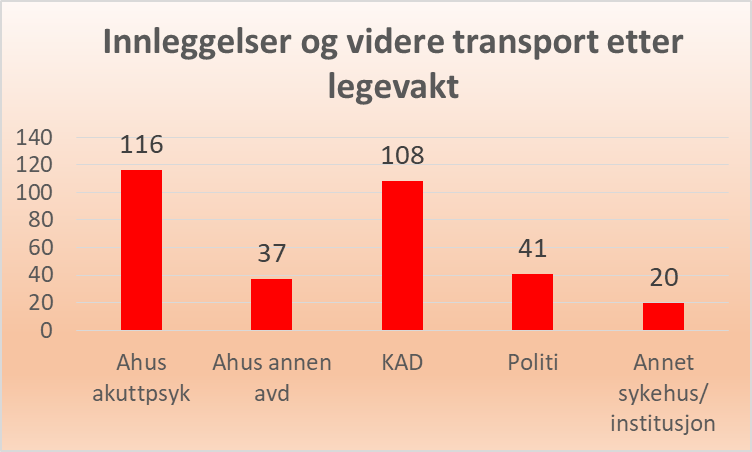 Innleggelser og videre transport etter
legevakt
140
120
100
80
60
40
20
0
116
37
108
41
20
Ahus
akuttpsyk
Ahus annen
avd
KAD
Politi
Annet
sykehus/
institusjon